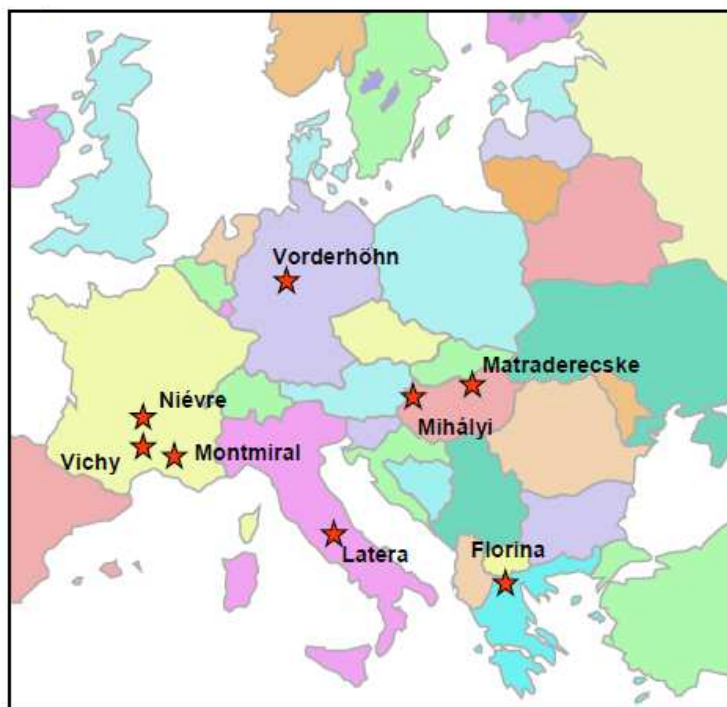 Vorderhöhn
Matraderecske
Niévre
Mihályi
Vichy
Montmiral
Latera
Florina